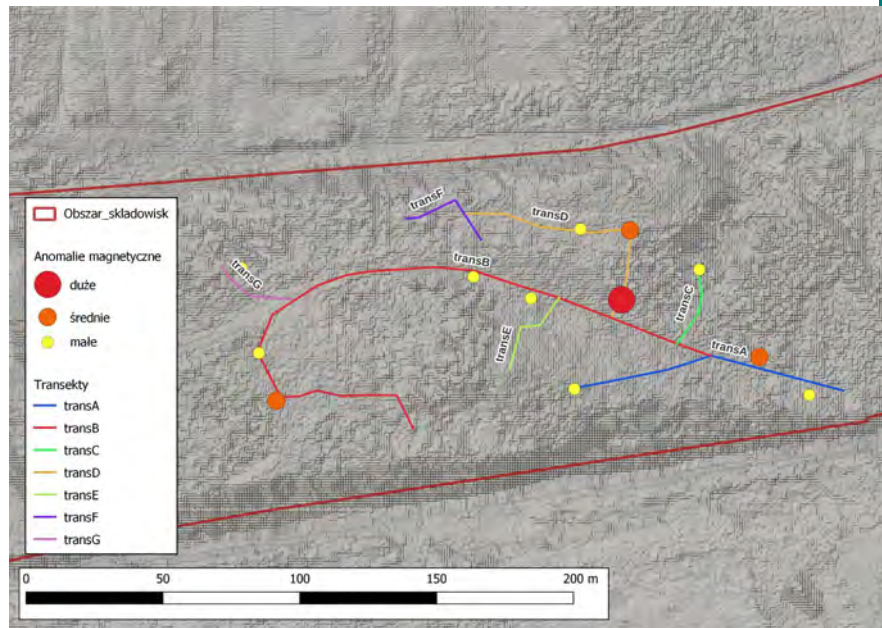 transF
transD
transB
transG
transC
transE
transA
Obszar_skladowisk
Anomalie magnetyczne
duże
średnie
małe
Transekty
transA
transB
transC
transD
transE
transF
transG
0 50 100 150 200 m